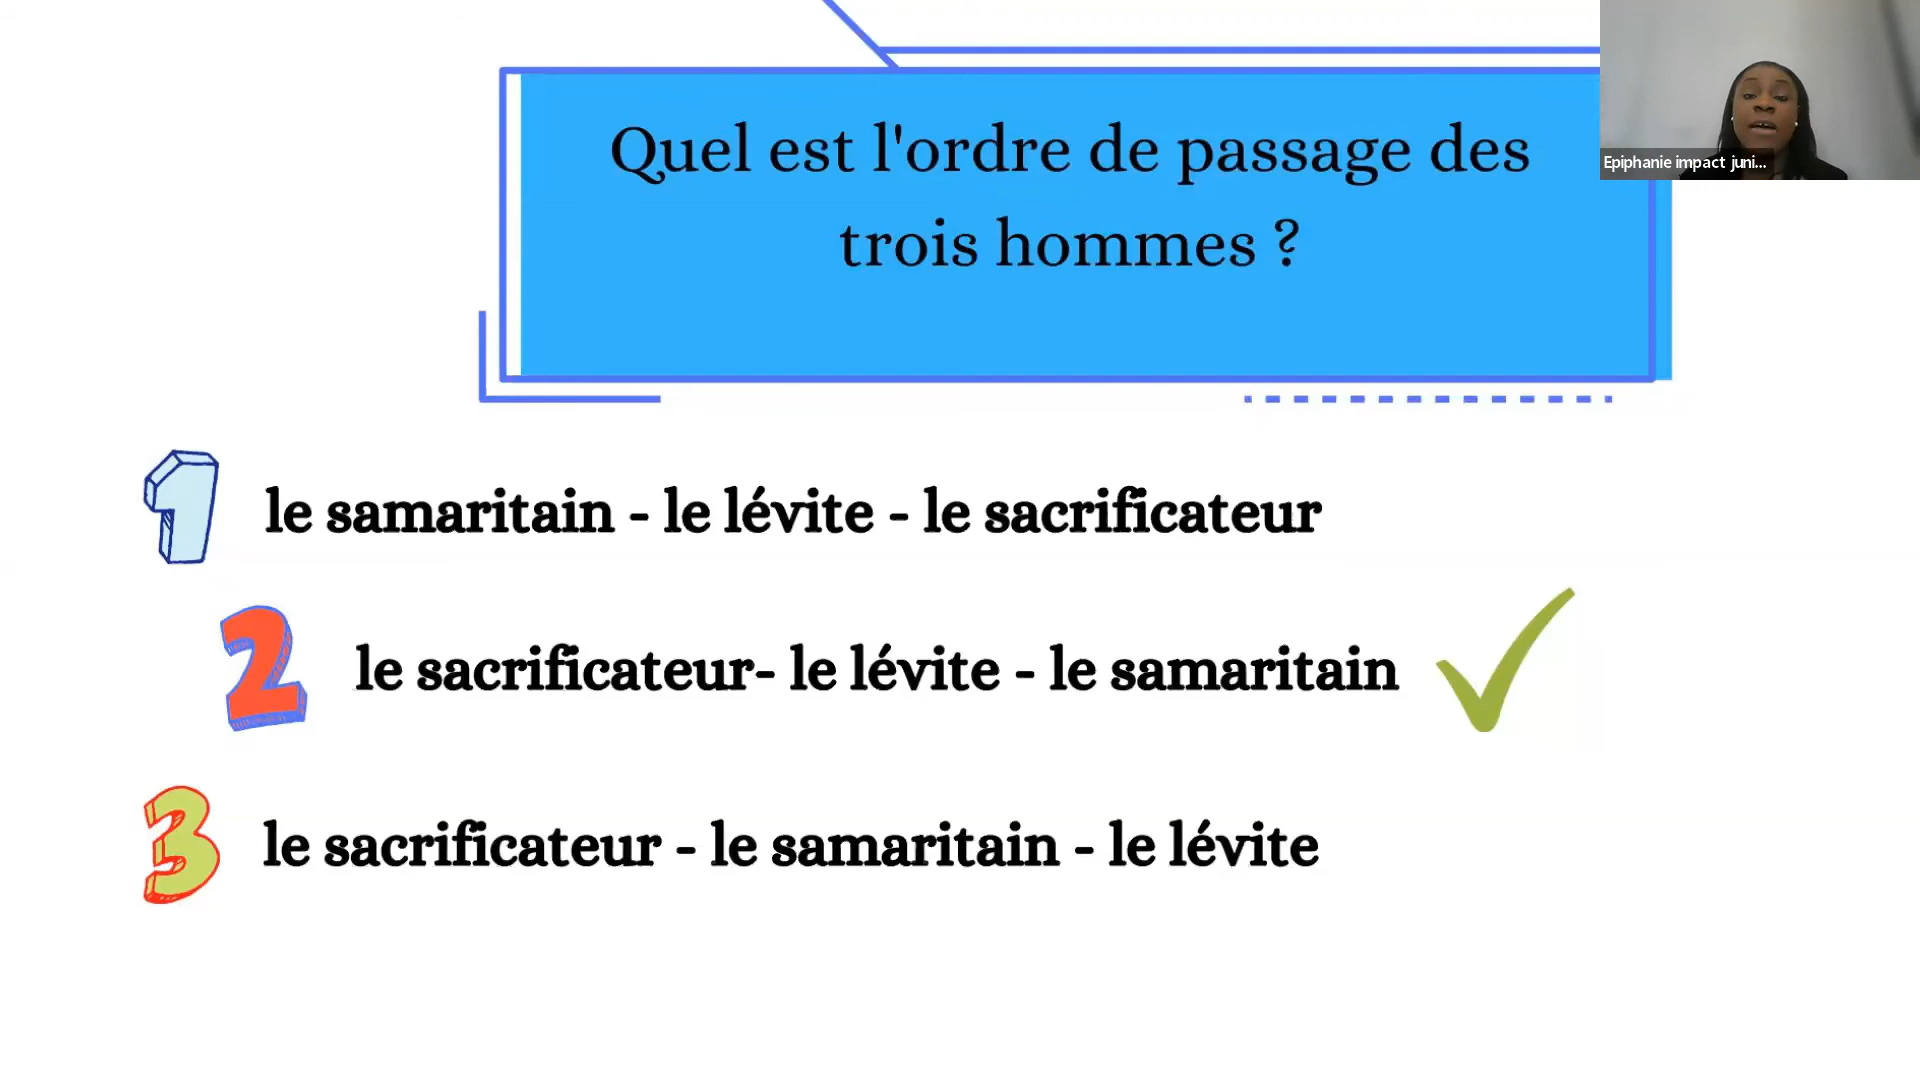 Quel est l'ordre de passage des
trois hommes ?
Epiphanie impact juni...
1 le samaritain - le lévite - le sacrificateur
2 le sacrificateur- le lévite - le samaritain
3 le sacrificateur - le samaritain - le lévite